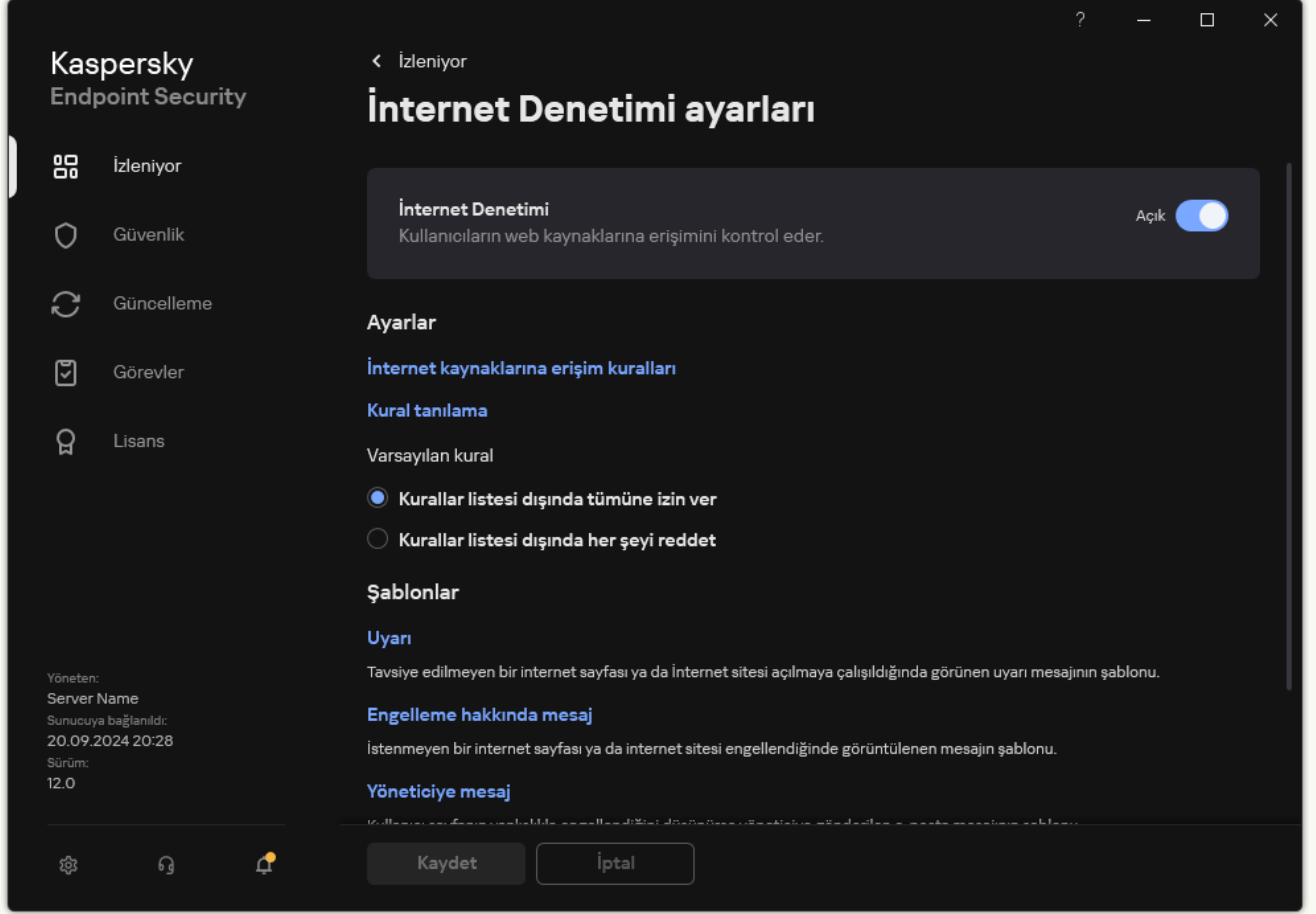 ?
Kaspersky
Endpoint Security
İzleniyor
Güvenlik
Güncelleme
Görevler
Lisans
Yöneten:
Server Name
Sunucuya bağlanıldı:
20.09.2024 20:28
Sürüm:
12.0
İzleniyor
İnternet Denetimi ayarları
İnternet Denetimi
Kullanıcıların web kaynaklarına erişimini kontrol eder.
Açık
Ayarlar
İnternet kaynaklarına erişim kuralları
Kural tanılama
Varsayılan kural
Kurallar listesi dışında tümüne izin ver
Kurallar listesi dışında her şeyi reddet
Şablonlar
Uyarı
Tavsiye edilmeyen bir internet sayfası ya da İnternet sitesi açılmaya çalışıldığında görünen uyarı mesajının şablonu.
Engelleme hakkında mesaj
İstenmeyen bir internet sayfası ya da internet sitesi engellendiğinde görüntülenen mesajın şablonu.
Yöneticiye mesaj
Kaydet
İptal